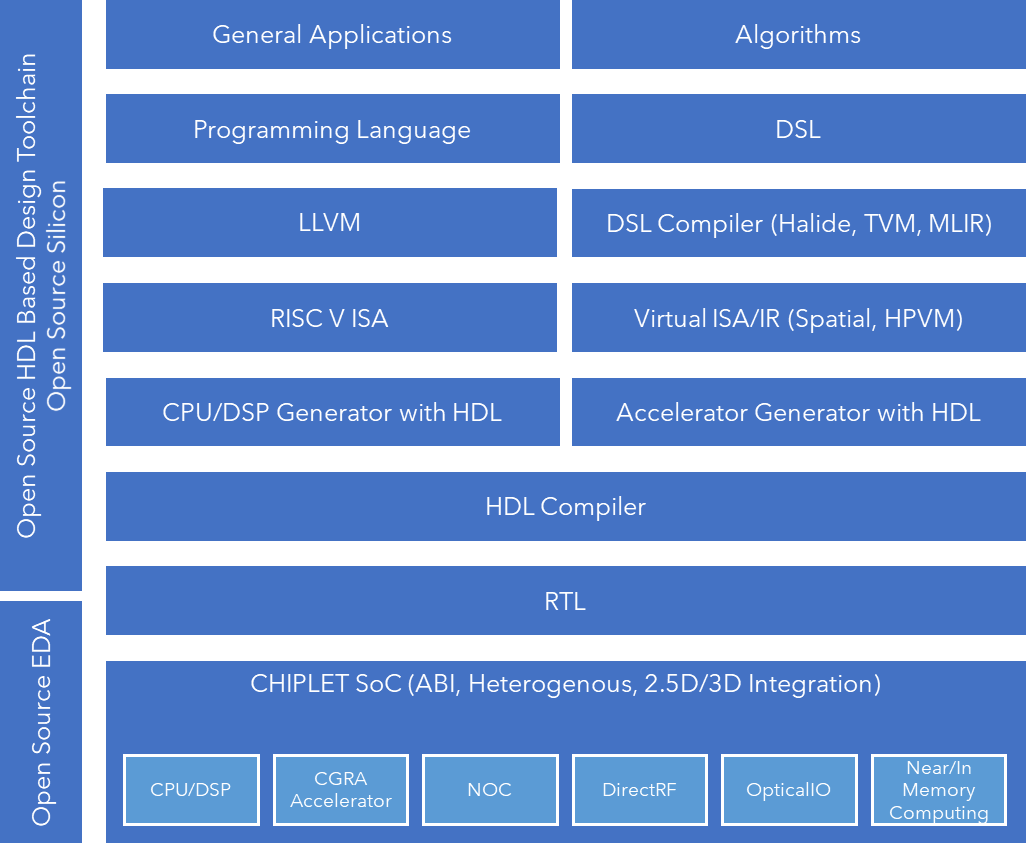 Open Source HDL Based Design Toolchain
Open Source Silicon
General Applications
Algorithms
Programming Language
DSL
LLVM
DSL Compiler (Halide, TVM, MLIR)
RISC V ISA
Virtual ISA/IR (Spatial, HPVM)
CPU/DSP Generator with HDL
Accelerator Generator with HDL
HDL Compiler
RTL
Open Source EDA
CHIPLET SoC (ABI, Heterogenous, 2.5D/3D Integration)
CPU/DSP
CGRA
Accelerator
NOC
DirectRF
OpticalIO
Near/In
Memory
Computing